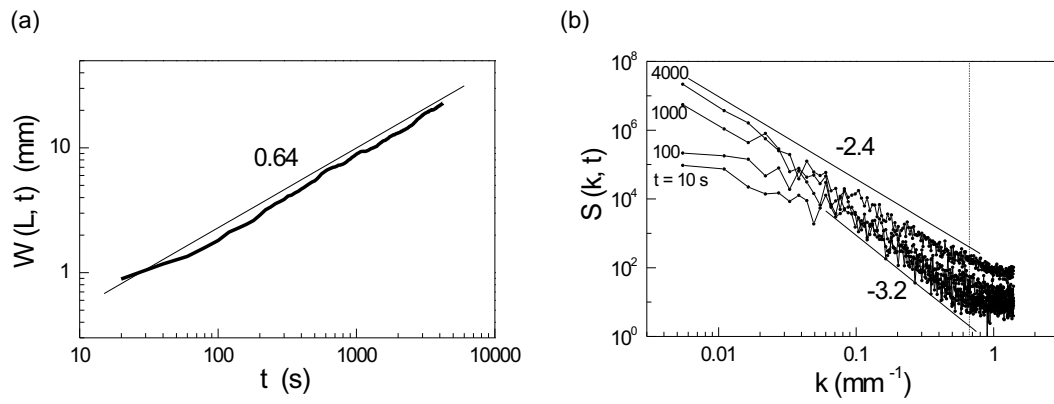 (a)
10
1
W (L, t) (mm)
0.64
10 100 1000 10000
t (s)
(b)
10^8
10^6
10^4
10^2
10^0
S (k, t)
4000
1000
100
t = 10 s
-2.4
-3.2
0.01 0.1 1
k (mm^-1)